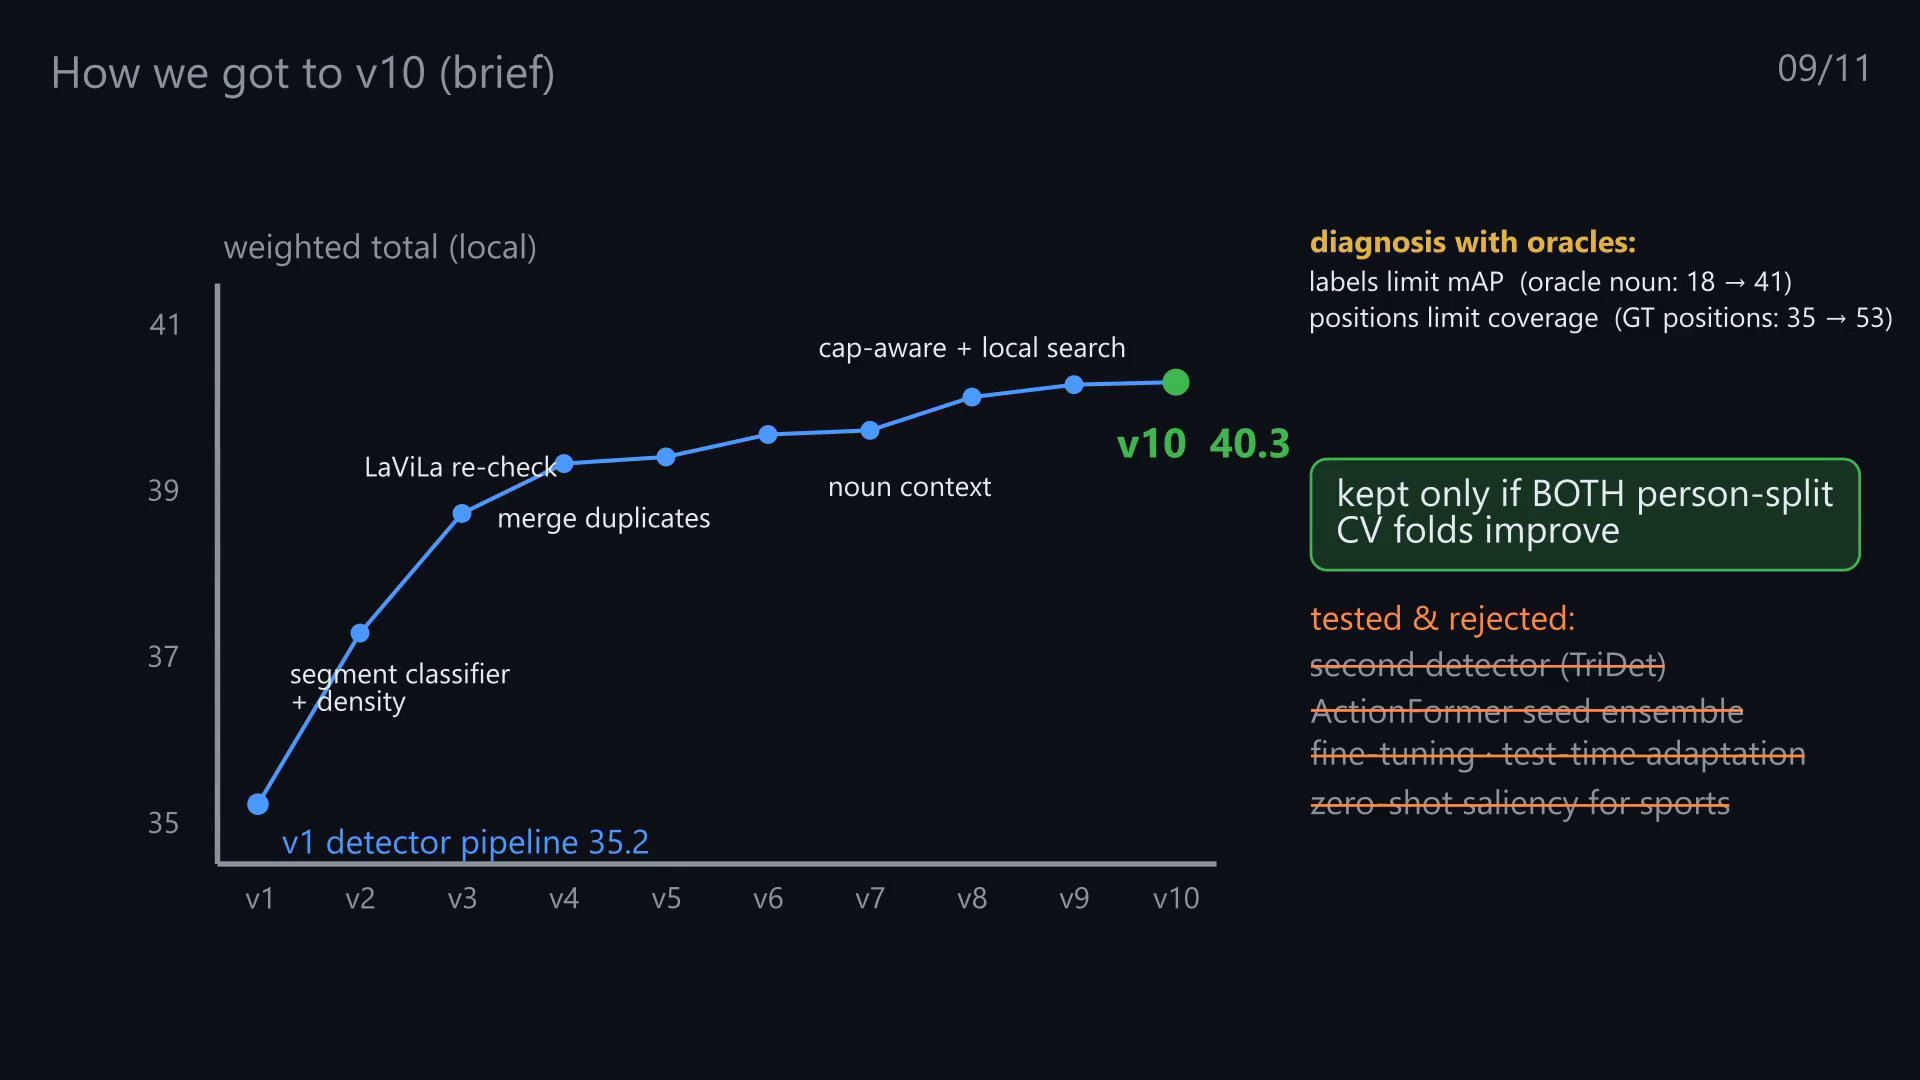 How we got to v10 (brief)
09/11
weighted total (local)
41
39
37
35
cap-aware + local search
v10 40.3
LaViLa re-check
merge duplicates
noun context
segment classifier
+ density
v1 detector pipeline 35.2
v1 v2 v3 v4 v5 v6 v7 v8 v9 v10
diagnosis with oracles:
labels limit mAP (oracle noun: 18 → 41)
positions limit coverage (GT positions: 35 → 53)
kept only if BOTH person-split
CV folds improve
tested & rejected:
second detector (TriDet)
ActionFormer seed ensemble
fine-tuning · test-time adaptation
zero-shot saliency for sports